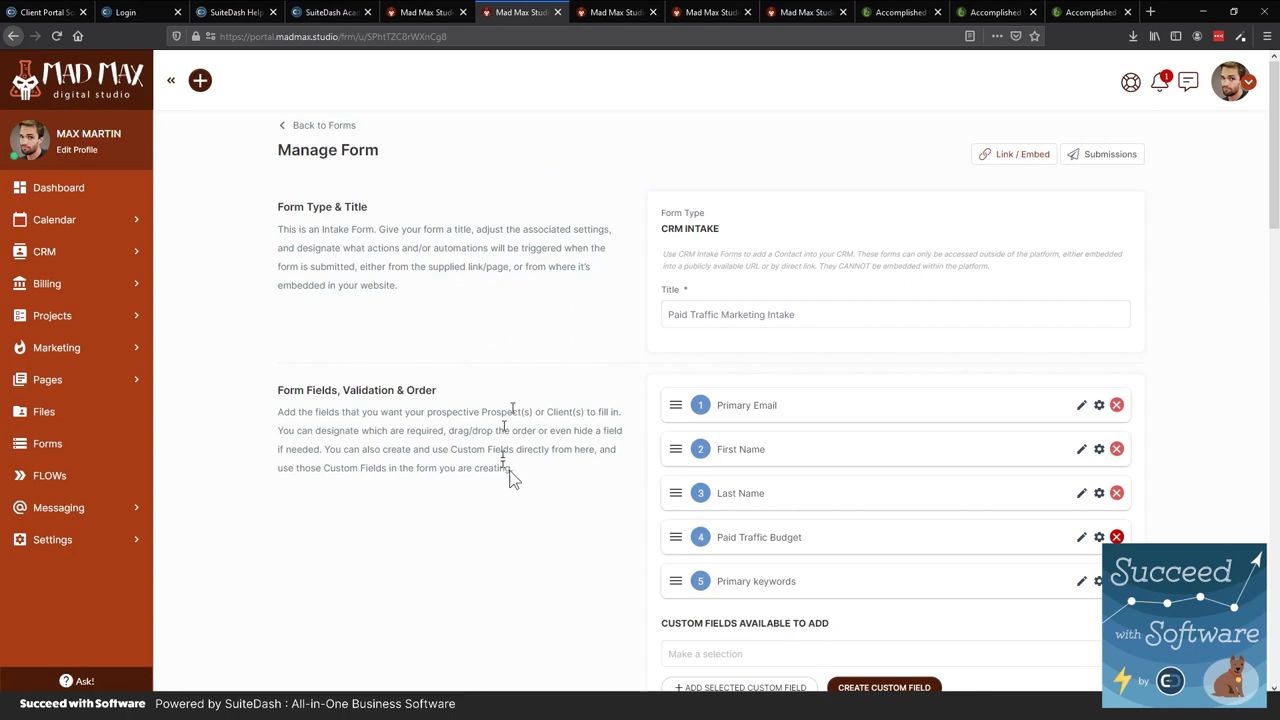 Client Portal So
Login
SuiteDash Help
SuiteDash Aca
Mad Max Studi
Mad Max Studi
Mad Max Studi
Mad Max Studi
Mad Max Studi
Accomplished
Accomplished
Accomplished
https://portal.madmax.studio/frm/u/SPhtTZC8rWXnCg8
MAD MAX
digital studio
1
MAX MARTIN
Edit Profile
Dashboard
Calendar
CRM
Billing
Projects
Marketing
Pages
Files
Forms
FLOWs
Messaging
Settings
Ask!
Back to Forms
Manage Form
Link / Embed
Submissions
Form Type & Title
This is an Intake Form. Give your form a title, adjust the associated settings,
and designate what actions and/or automations will be triggered when the
form is submitted, either from the supplied link/page, or from where it's
embedded in your website.
Form Type
CRM INTAKE
Use CRM Intake Forms to add a Contact into your CRM. These forms can only be accessed outside of the platform, either embedded
into a publicly available URL or by direct link. They CANNOT be embedded within the platform.
Title *
Paid Traffic Marketing Intake
Form Fields, Validation & Order
Add the fields that you want your prospective Prospect(s) or Client(s) to fill in.
You can designate which are required, drag/drop the order or even hide a field
if needed. You can also create and use Custom Fields directly from here, and
use those Custom Fields in the form you are creating.
1 Primary Email
2 First Name
3 Last Name
4 Paid Traffic Budget
5 Primary keywords
CUSTOM FIELDS AVAILABLE TO ADD
Make a selection
+ ADD SELECTED CUSTOM FIELD
CREATE CUSTOM FIELD
Succeed
with Software
by
Succeed with Software
Powered by SuiteDash : All-in-One Business Software